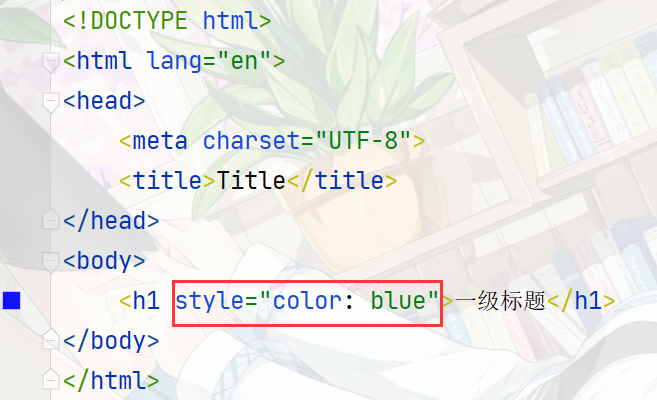 <!DOCTYPE html>
<html lang="en">
<head>
    <meta charset="UTF-8">
    <title>Title</title>
</head>
<body>
    <h1 style="color: blue">一级标题</h1>
</body>
</html>